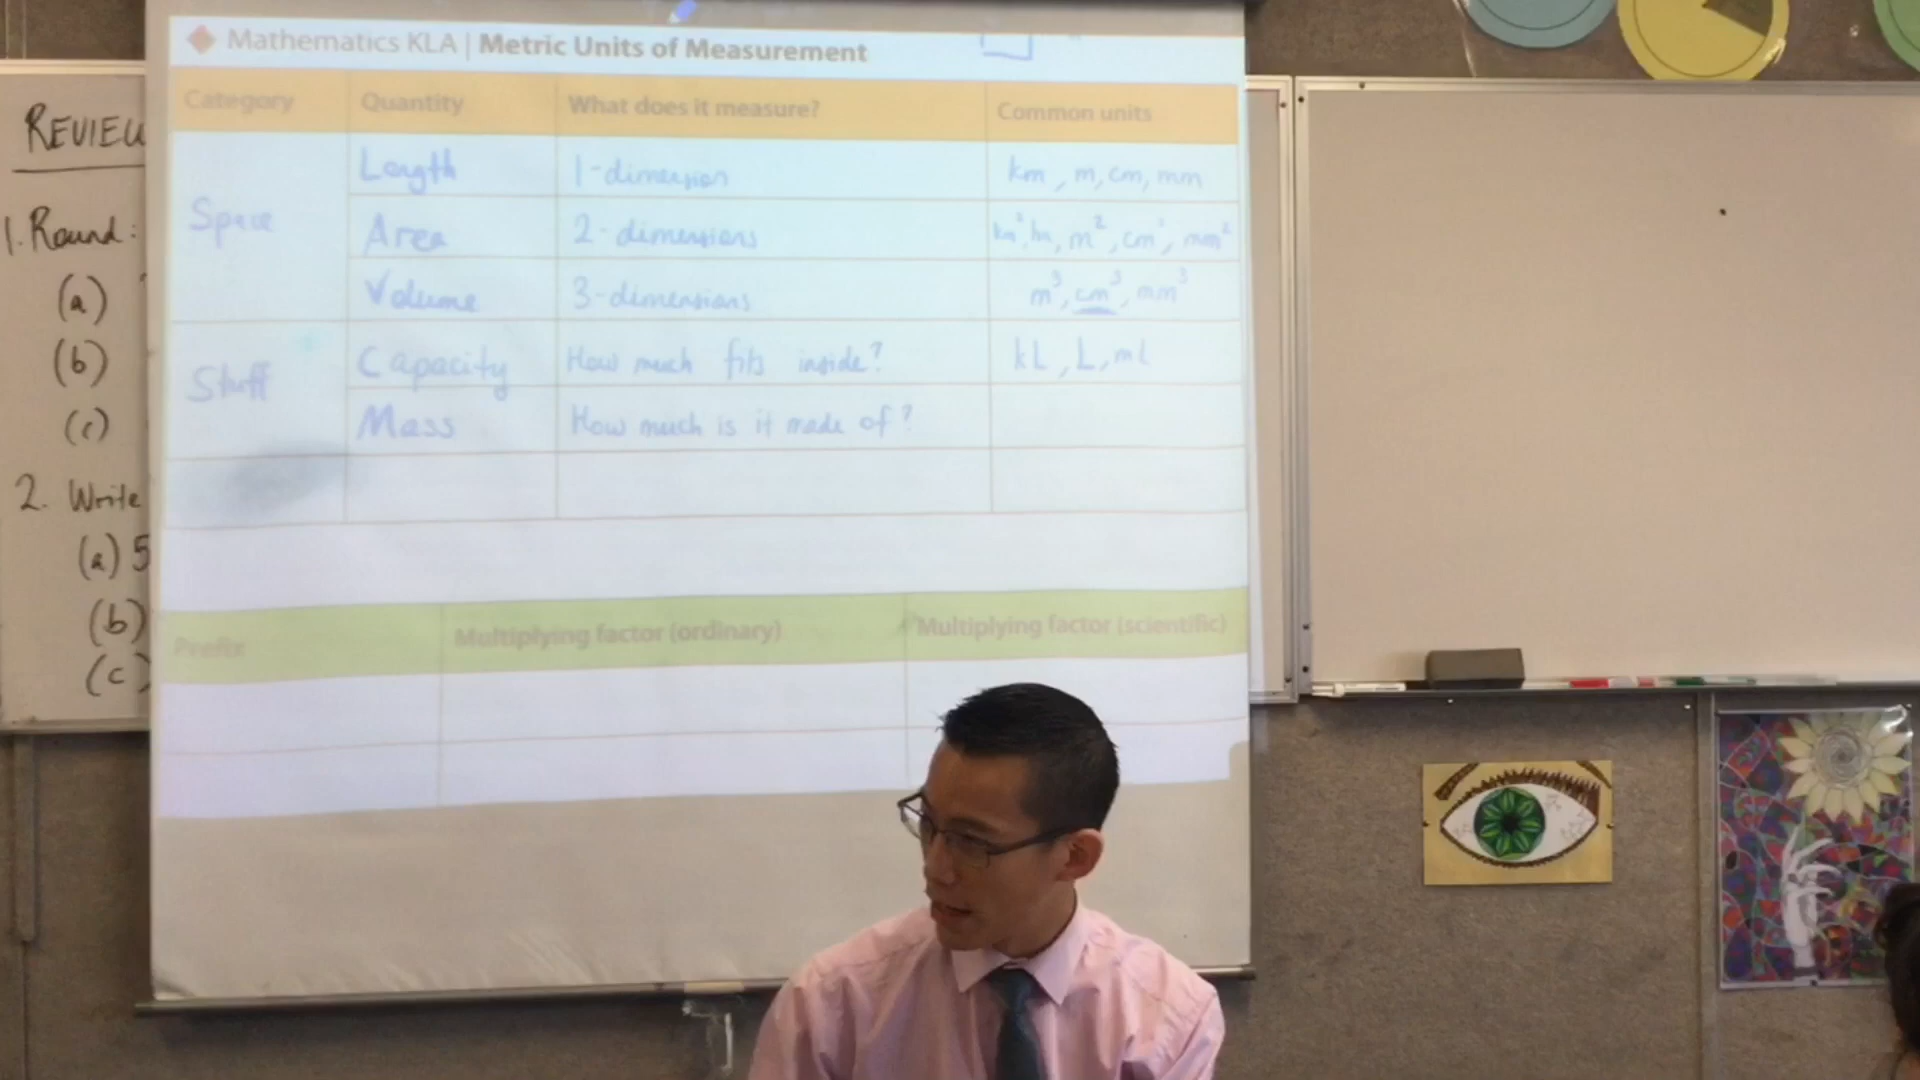 Mathematics KLA | Metric Units of Measurement
Category Quantity What does it measure? Common units
Space
Length 1-dimension km, m, cm, mm
Area 2-dimensions km², ha, m², cm², mm²
Volume 3-dimensions m³, cm³, mm³
Stuff
Capacity How much fits inside? kL, L, ml
Mass How much is it made of?
Prefix Multiplying factor (ordinary) Multiplying factor (scientific)
REVIEW
1. Round:
(a)
(b)
(c)
2. Write
(a) 5
(b)
(c)